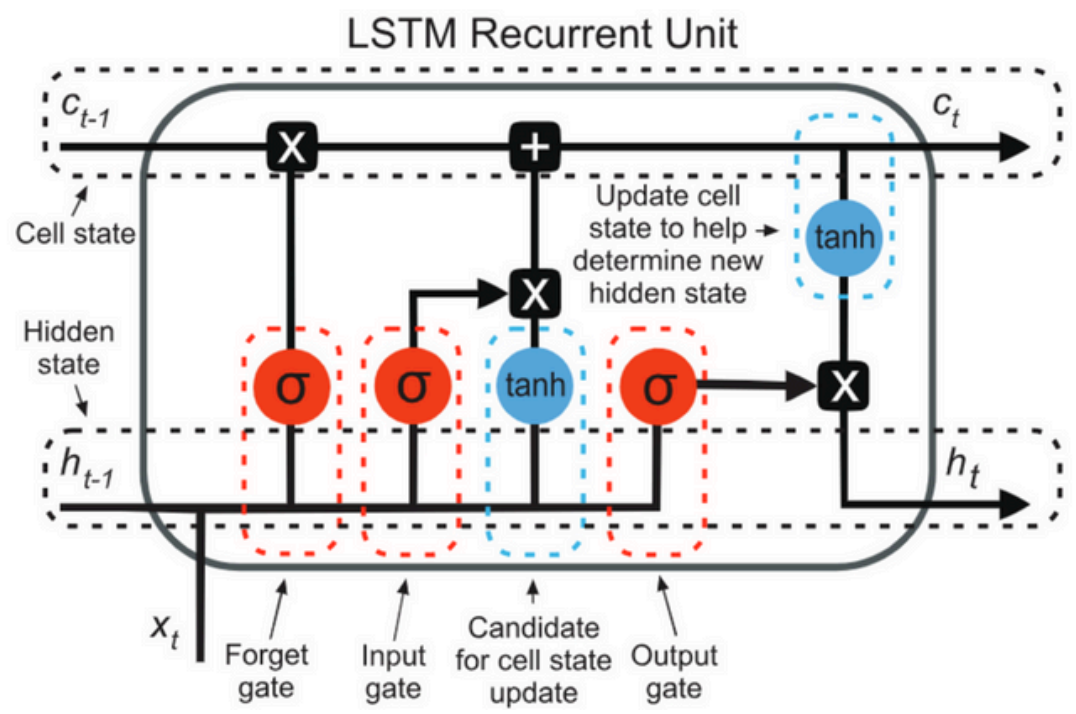 LSTM Recurrent Unit
c_{t-1}
c_t
X
+
Cell state
Update cell
state to help
determine new
hidden state
tanh
X
Hidden
state
σ
σ
tanh
σ
X
h_{t-1}
h_t
x_t
Forget
gate
Input
gate
Candidate
for cell state
update
Output
gate